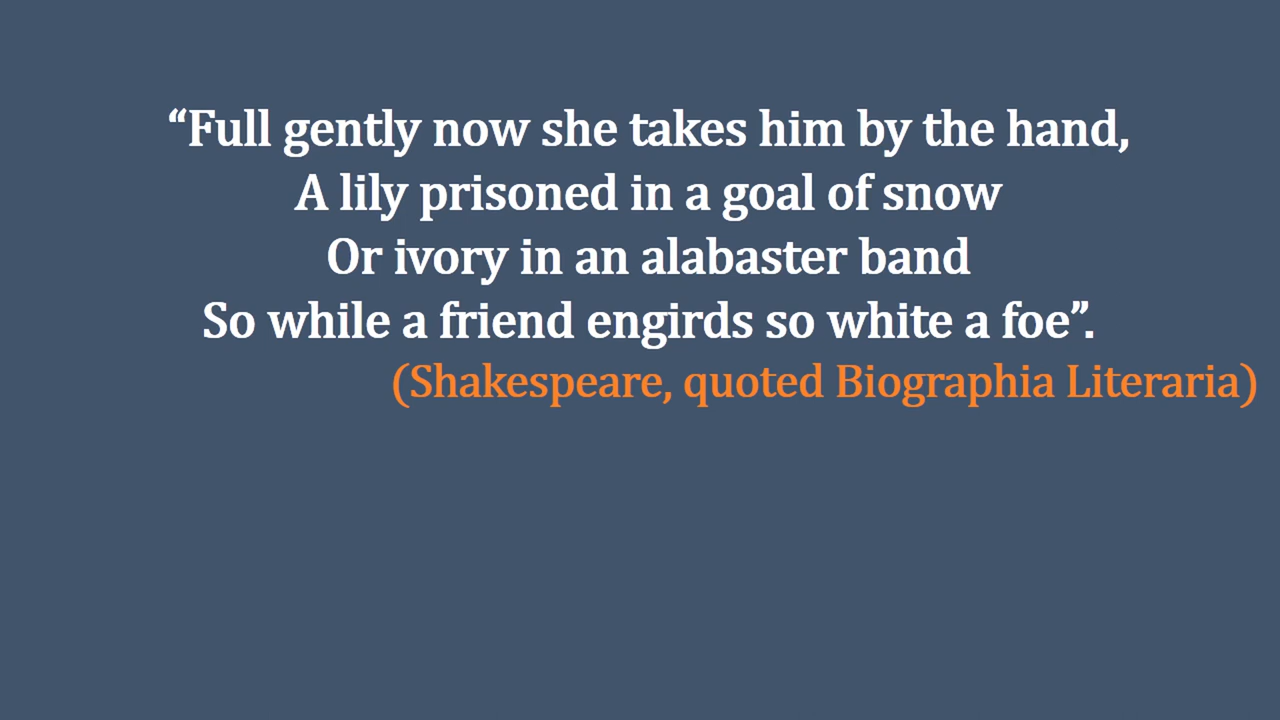 “Full gently now she takes him by the hand,
A lily prisoned in a goal of snow
Or ivory in an alabaster band
So while a friend engirds so white a foe”.
(Shakespeare, quoted Biographia Literaria)